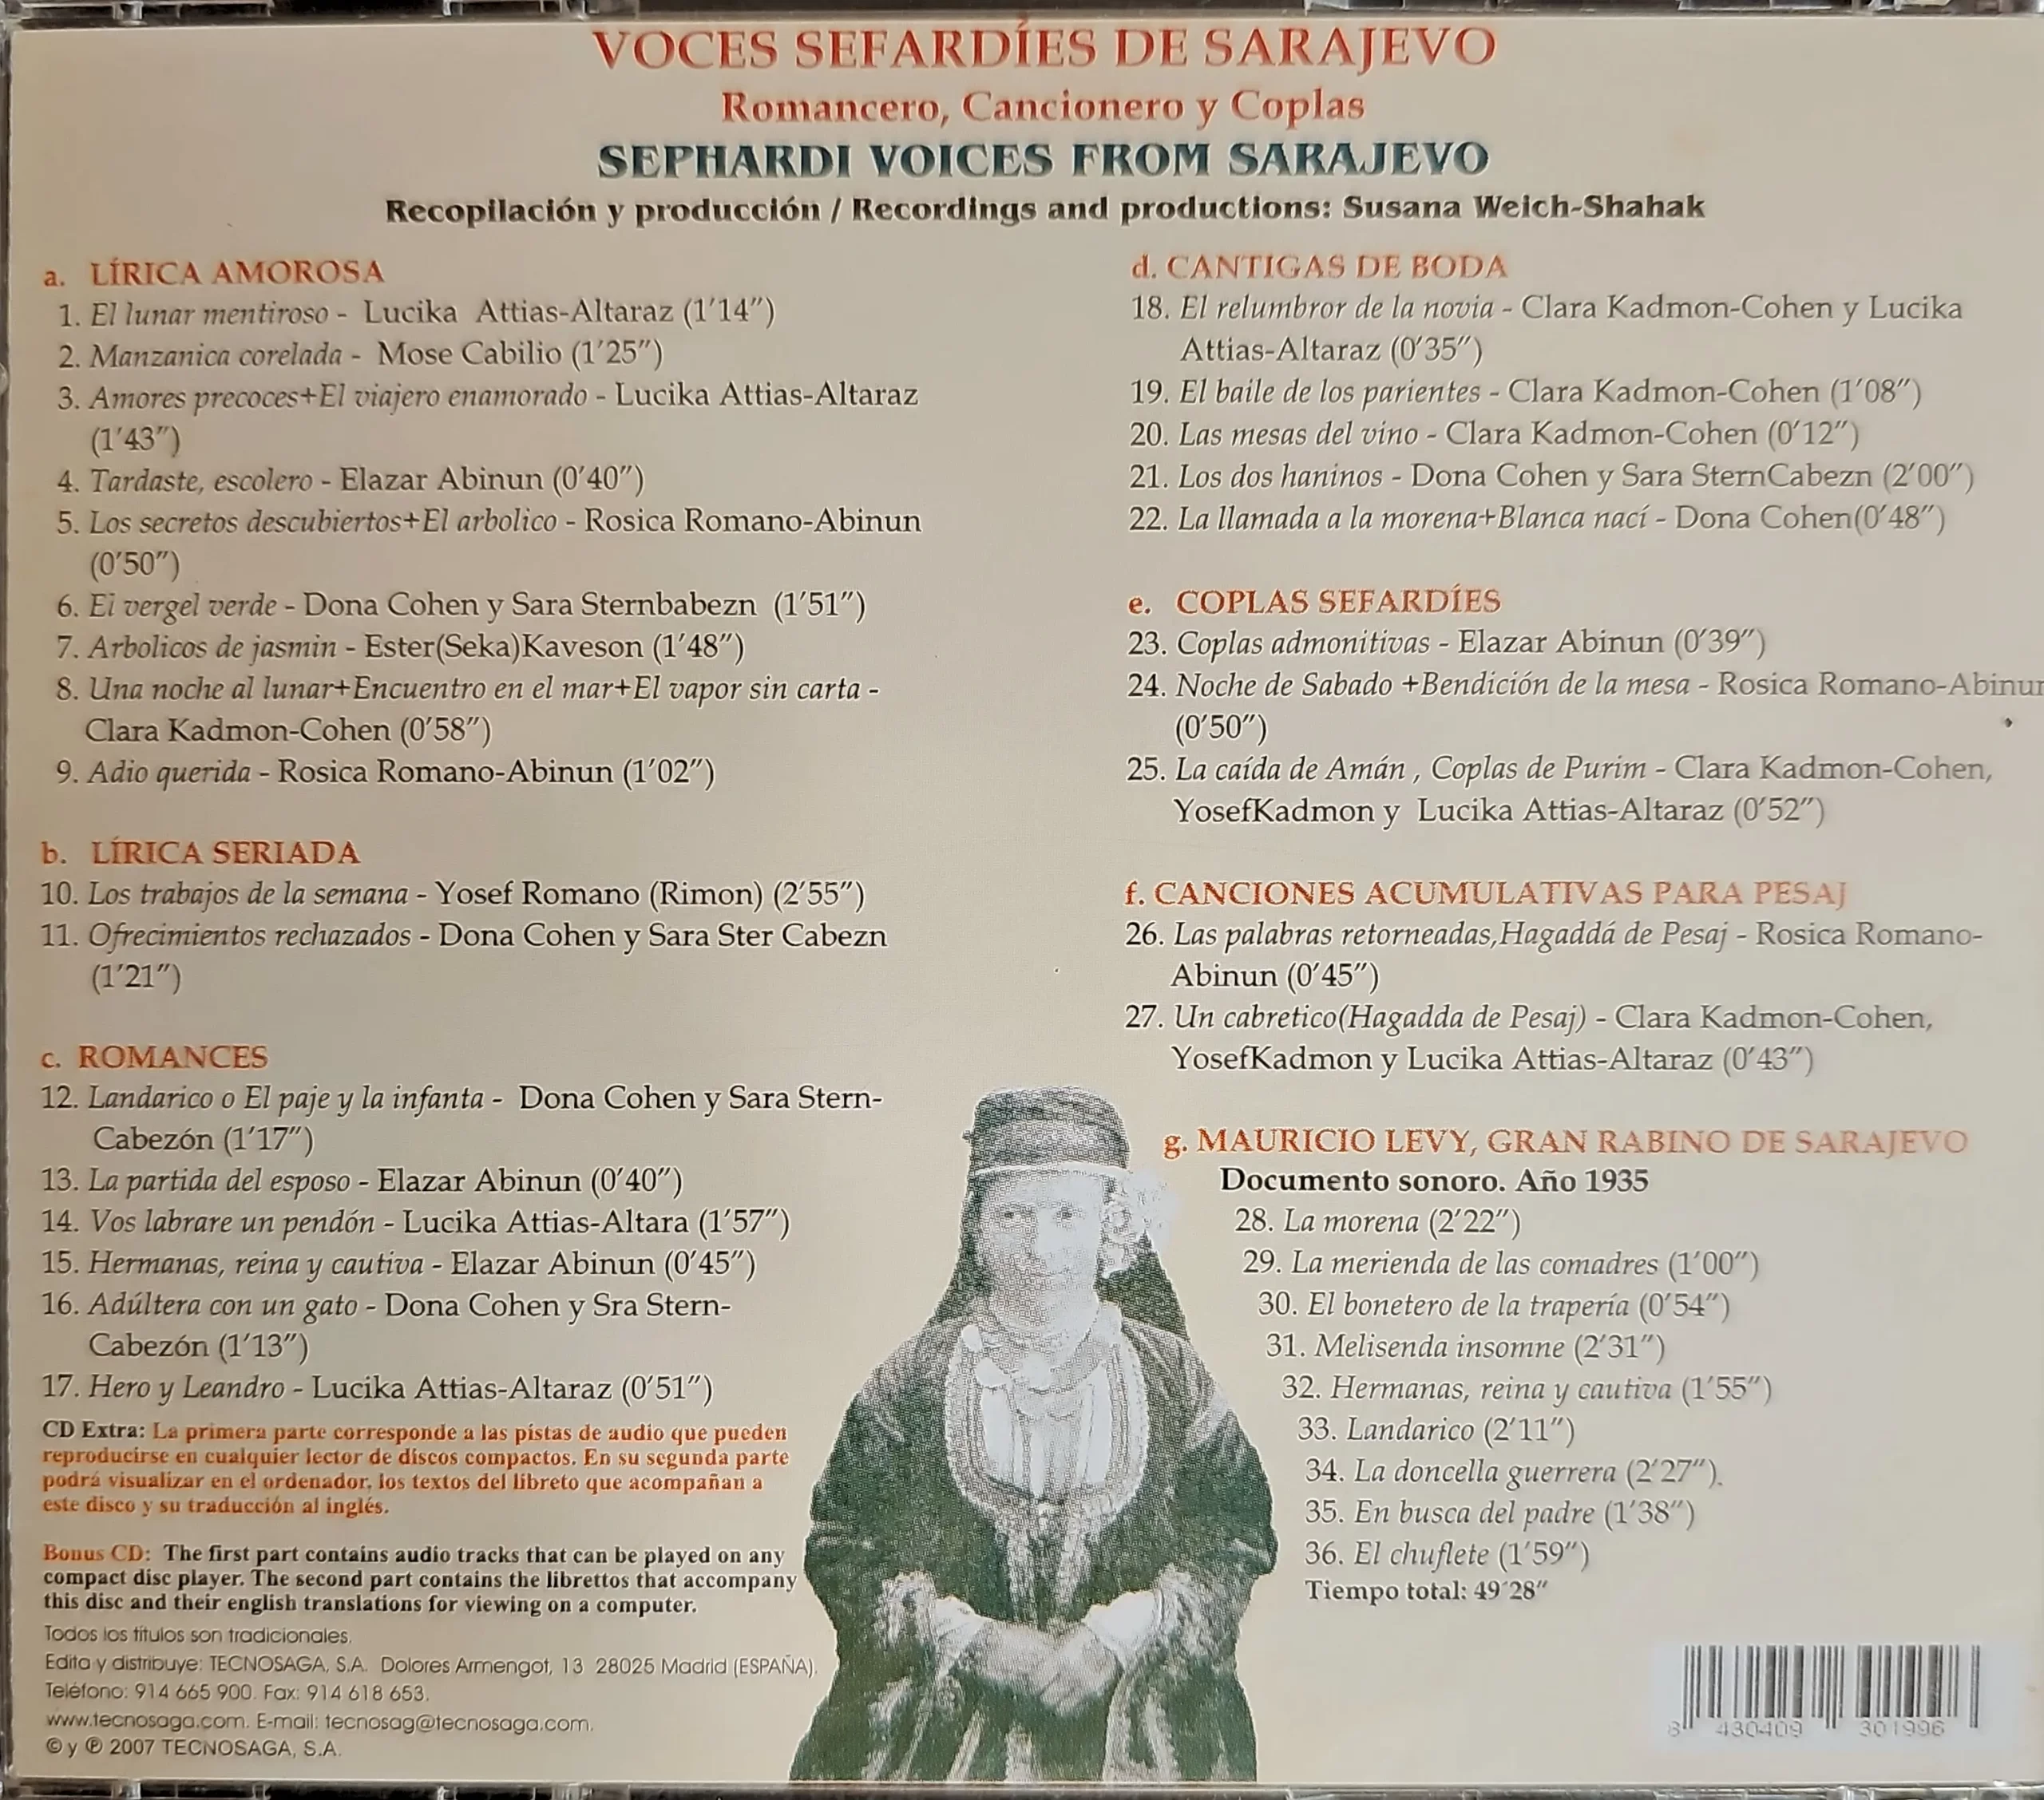 VOCES SEFARDÍES DE SARAJEVO
Romancero, Cancionero y Coplas
SEPHARDI VOICES FROM SARAJEVO
Recopilación y producción / Recordings and productions: Susana Weich-Shahak
a. LÍRICA AMOROSA
1. El lunar mentiroso - Lucika Attias-Altaraz (1'14")
2. Manzanica corelada - Mose Cabilio (1'25")
3. Amores precoces+El viajero enamorado - Lucika Attias-Altaraz
(1'43")
4. Tardaste, escolero - Elazar Abinun (0'40")
5. Los secretos descubiertos+El arbolico - Rosica Romano-Abinun
(0'50")
6. El vergel verde - Dona Cohen y Sara Sternbabezn (1'51")
7. Arbolicos de jasmin - Ester(Seka)Kaveson (1'48")
8. Una noche al lunar+Encuentro en el mar+El vapor sin carta -
Clara Kadmon-Cohen (0'58")
9. Adio querida - Rosica Romano-Abinun (1'02")
b. LÍRICA SERIADA
10. Los trabajos de la semana - Yosef Romano (Rimon) (2'55")
11. Ofrecimientos rechazados - Dona Cohen y Sara Ster Cabezn
(1'21")
c. ROMANCES
12. Landarico o El paje y la infanta - Dona Cohen y Sara Stern-
Cabezón (1'17")
13. La partida del esposo - Elazar Abinun (0'40")
14. Vos labrare un pendón - Lucika Attias-Altara (1'57")
15. Hermanas, reina y cautiva - Elazar Abinun (0'45")
16. Adúltera con un gato - Dona Cohen y Sra Stern-
Cabezón (1'13")
17. Hero y Leandro - Lucika Attias-Altaraz (0'51")
CD Extra: La primera parte corresponde a las pistas de audio que pueden
reproducirse en cualquier lector de discos compactos. En su segunda parte
podrá visualizar en el ordenador, los textos del libreto que acompañan a
este disco y su traducción al inglés.
Bonus CD: The first part contains audio tracks that can be played on any
compact disc player. The second part contains the librettos that accompany
this disc and their english translations for viewing on a computer.
Todos los títulos son tradicionales.
Edita y distribuye: TECNOSAGA, S.A. Dolores Armengot, 13 28025 Madrid (ESPAÑA).
Teléfono: 914 665 900. Fax: 914 618 653.
www.tecnosaga.com. E-mail: tecnosag@tecnosaga.com.
© y ℗ 2007 TECNOSAGA, S.A.
d. CANTIGAS DE BODA
18. El relumbror de la novia - Clara Kadmon-Cohen y Lucika
Attias-Altaraz (0'35")
19. El baile de los parientes - Clara Kadmon-Cohen (1'08")
20. Las mesas del vino - Clara Kadmon-Cohen (0'12")
21. Los dos haninos - Dona Cohen y Sara SternCabezn (2'00")
22. La llamada a la morena+Blanca nací - Dona Cohen(0'48")
e. COPLAS SEFARDÍES
23. Coplas admonitivas - Elazar Abinun (0'39")
24. Noche de Sabado +Bendición de la mesa - Rosica Romano-Abinun
(0'50")
25. La caída de Amán , Coplas de Purim - Clara Kadmon-Cohen,
YosefKadmon y Lucika Attias-Altaraz (0'52")
f. CANCIONES ACUMULATIVAS PARA PESAJ
26. Las palabras retorneadas,Hagaddá de Pesaj - Rosica Romano-
Abinun (0'45")
27. Un cabretico(Hagadda de Pesaj) - Clara Kadmon-Cohen,
YosefKadmon y Lucika Attias-Altaraz (0'43")
g. MAURICIO LEVY, GRAN RABINO DE SARAJEVO
Documento sonoro. Año 1935
28. La morena (2'22")
29. La merienda de las comadres (1'00")
30. El bonetero de la trapería (0'54")
31. Melisenda insomne (2'31")
32. Hermanas, reina y cautiva (1'55")
33. Landarico (2'11")
34. La doncella guerrera (2'27").
35. En busca del padre (1'38")
36. El chuflete (1'59")
Tiempo total: 49´28"
8 430409 301996